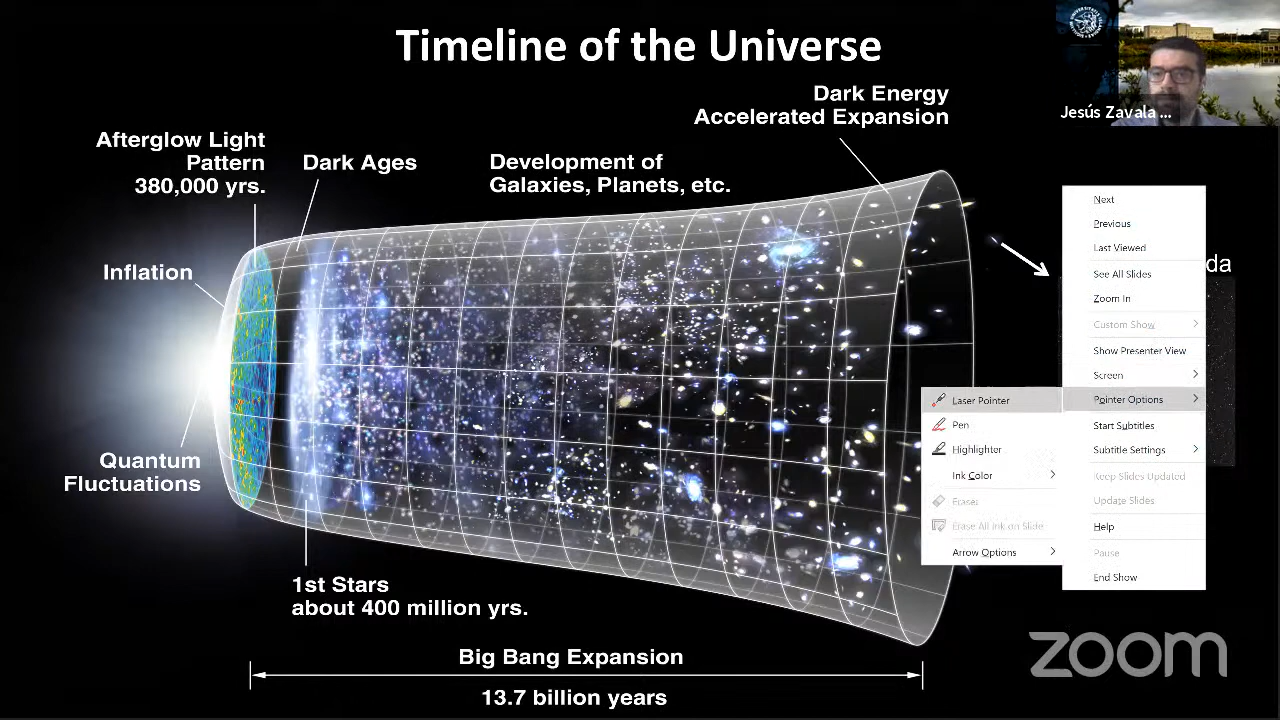 Timeline of the Universe
Jesús Zavala ...
Dark Energy
Accelerated Expansion
Afterglow Light
Pattern
380,000 yrs.
Dark Ages
Development of
Galaxies, Planets, etc.
Inflation
Quantum
Fluctuations
1st Stars
about 400 million yrs.
Big Bang Expansion
13.7 billion years
da
Next
Previous
Last Viewed
See All Slides
Zoom In
Custom Show
Show Presenter View
Screen
Pointer Options
Start Subtitles
Subtitle Settings
Keep Slides Updated
Update Slides
Help
Pause
End Show
Laser Pointer
Pen
Highlighter
Ink Color
Eraser
Erase All Ink on Slide
Arrow Options
zoom